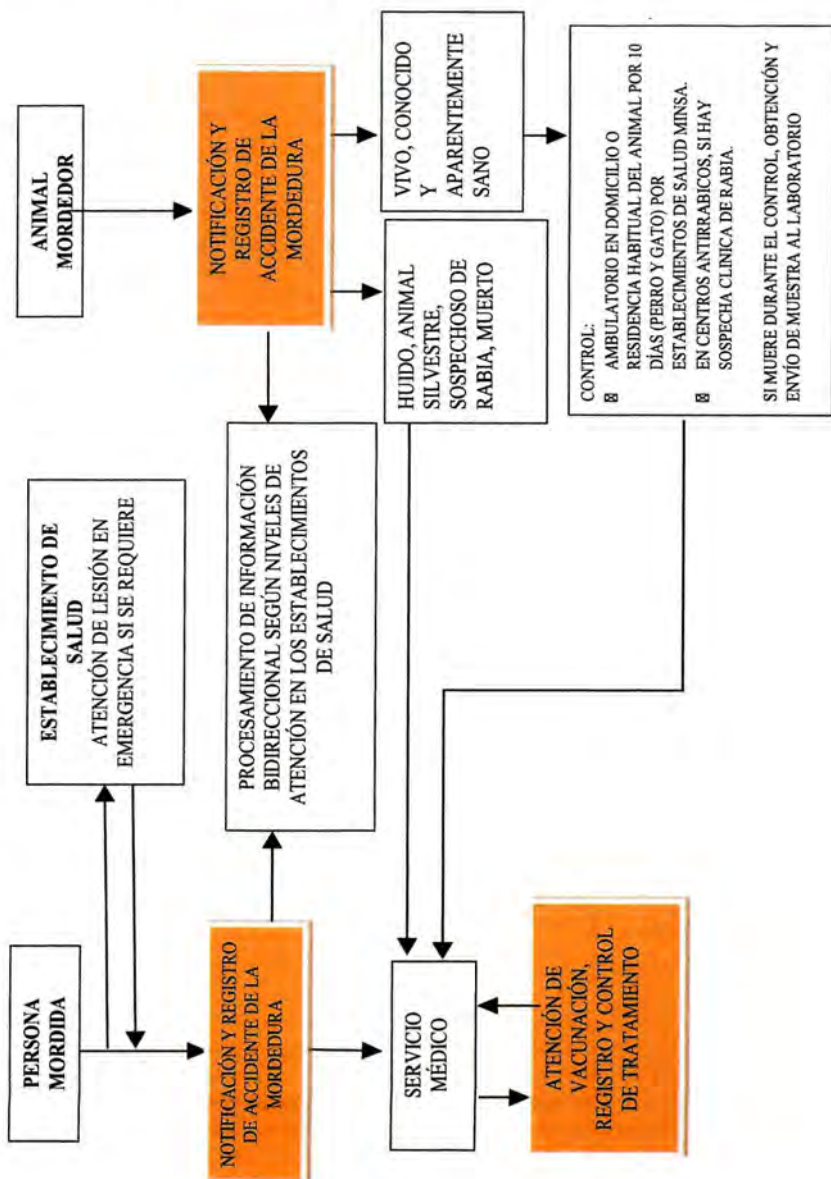 PERSONA
MORDIDA
ESTABLECIMIENTO DE
SALUD
ATENCIÓN DE LESIÓN EN
EMERGENCIA SI SE REQUIERE
ANIMAL
MORDEDOR
NOTIFICACIÓN Y REGISTRO
DE ACCIDENTE DE LA
MORDEDURA
PROCESAMIENTO DE INFORMACIÓN
BIDIRECCIONAL SEGÚN NIVELES DE
ATENCIÓN EN LOS ESTABLECIMIENTOS
DE SALUD
NOTIFICACIÓN Y
REGISTRO DE
ACCIDENTE DE LA
MORDEDURA
SERVICIO
MÉDICO
HUIDO, ANIMAL
SILVESTRE,
SOSPECHOSO DE
RABIA, MUERTO
VIVO, CONOCIDO
Y
APARENTEMENTE
SANO
ATENCIÓN DE
VACUNACIÓN,
REGISTRO Y CONTROL
DE TRATAMIENTO
CONTROL:
☒ AMBULATORIO EN DOMICILIO O
RESIDENCIA HABITUAL DEL ANIMAL POR 10
DÍAS (PERRO Y GATO) POR
ESTABLECIMIENTOS DE SALUD MINSA.
☒ EN CENTROS ANTIRRABICOS, SI HAY
SOSPECHA CLINICA DE RABIA.
SI MUERE DURANTE EL CONTROL, OBTENCIÓN Y
ENVÍO DE MUESTRA AL LABORATORIO